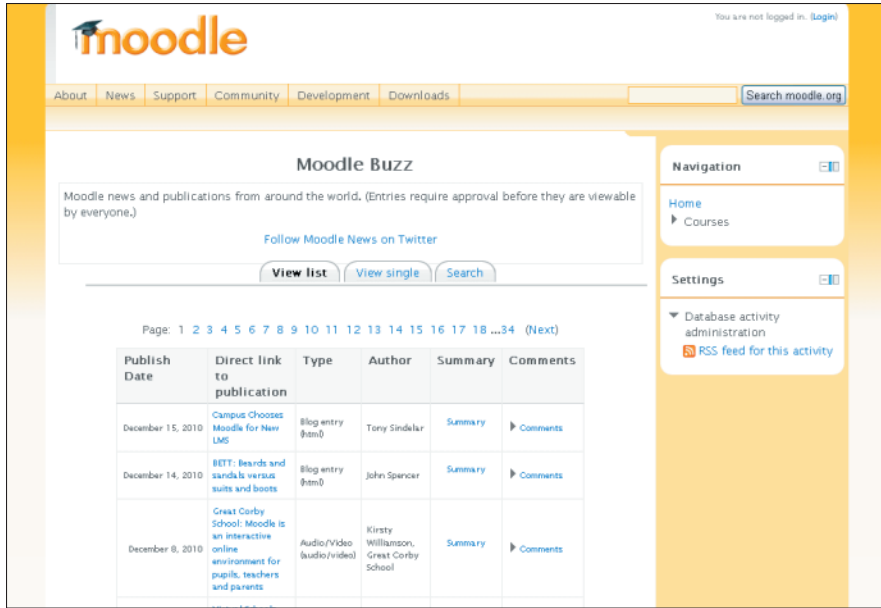 You are not logged in. (Login)
moodle
About News Support Community Development Downloads
Search moodle.org
Moodle Buzz
Moodle news and publications from around the world. (Entries require approval before they are viewable
by everyone.)
Follow Moodle News on Twitter
View list View single Search
Page: 1 2 3 4 5 6 7 8 9 10 11 12 13 14 15 16 17 18 ...34 (Next)
Publish Direct link Type Author Summary Comments
Date to
publication
Campus Chooses
December 15, 2010 Moodle for New Blog entry Tony Sindelar Summary Comments
LMS (html)
BETT: Beards and
December 14, 2010 sandals versus Blog entry John Spencer Summary Comments
suits and boots (html)
Great Corby
School: Moodle is
an interactive Kirsty
December 8, 2010 online Audio/Video Williamson, Summary Comments
environment for (audio/video) Great Corby
pupils, teachers School
and parents
Navigation
Home
Courses
Settings
Database activity
administration
RSS feed for this activity